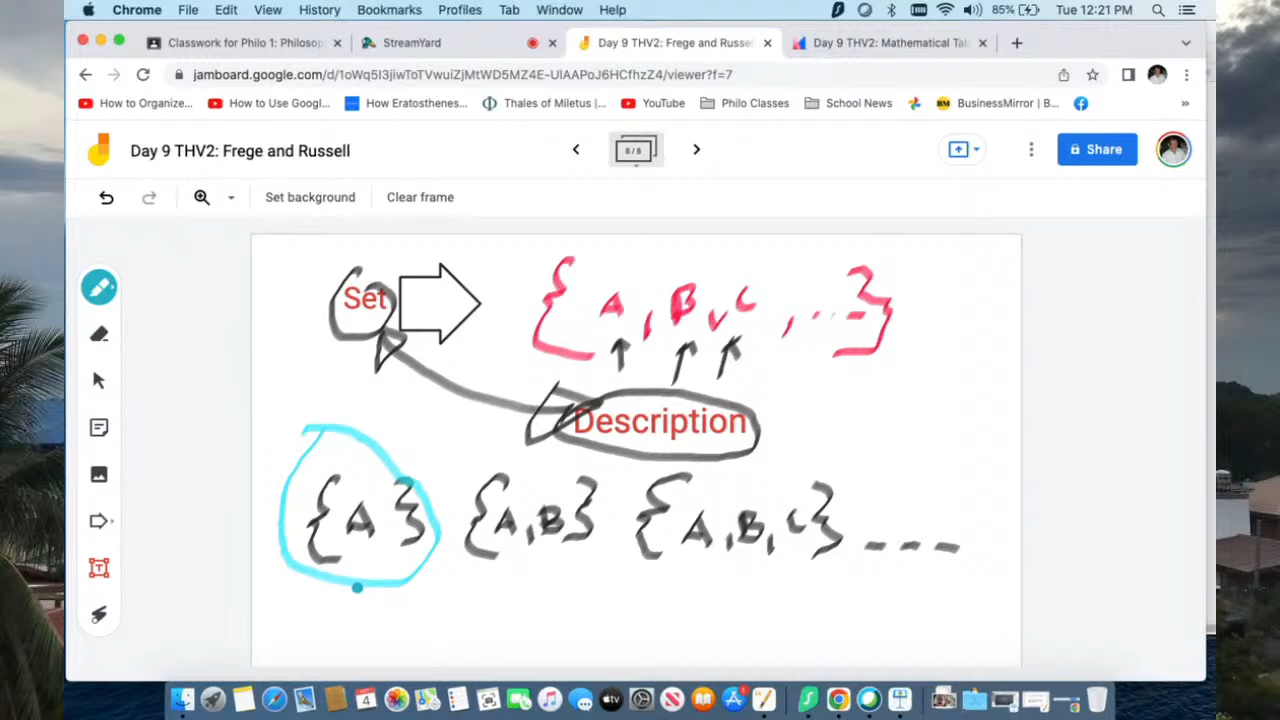 Chrome File Edit View History Bookmarks Profiles Tab Window Help 85% Tue 12:21 PM
Classwork for Philo 1: Philosop StreamYard Day 9 THV2: Frege and Russel Day 9 THV2: Mathematical Tal
jamboard.google.com/d/1oWq5I3jiwToTVwuiZjMtWD5MZ4E-UIAAPoJ6HCfhzZ4/viewer?f=7
How to Organize... How to Use Googl... How Eratosthenes... Thales of Miletus |... YouTube Philo Classes School News BM BusinessMirror | B... »
Day 9 THV2: Frege and Russell 8/8 Share
Set background Clear frame
Set { A, B, C, ... }
Description
{A} {A,B} {A,B,C} ---